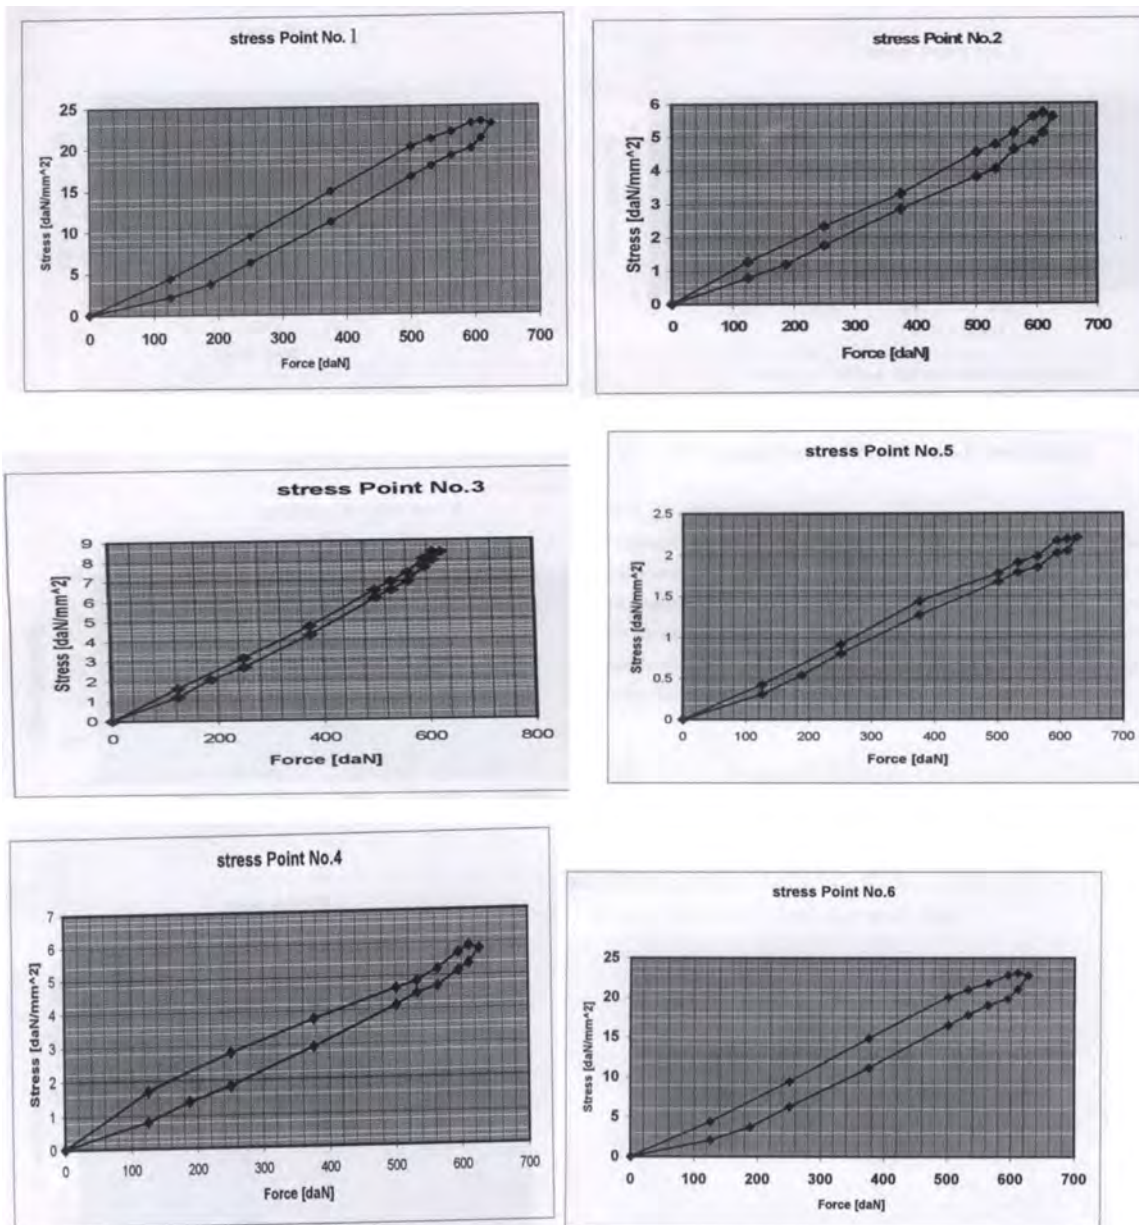 stress Point No. 1
Stress [daN/mm^2]
25
20
15
10
5
0
0 100 200 300 400 500 600 700
Force [daN]
stress Point No.2
Stress [daN/mm^2]
6
5
4
3
2
1
0
0 100 200 300 400 500 600 700
Force [daN]
stress Point No.3
Stress [daN/mm^2]
9
8
7
6
5
4
3
2
1
0
0 200 400 600 800
Force [daN]
stress Point No.5
Stress [daN/mm^2]
2.5
2
1.5
1
0.5
0
0 100 200 300 400 500 600 700
Force [daN]
stress Point No.4
Stress [daN/mm^2]
7
6
5
4
3
2
1
0
0 100 200 300 400 500 600 700
Force [daN]
stress Point No.6
Stress [daN/mm^2]
25
20
15
10
5
0
0 100 200 300 400 500 600 700
Force [daN]